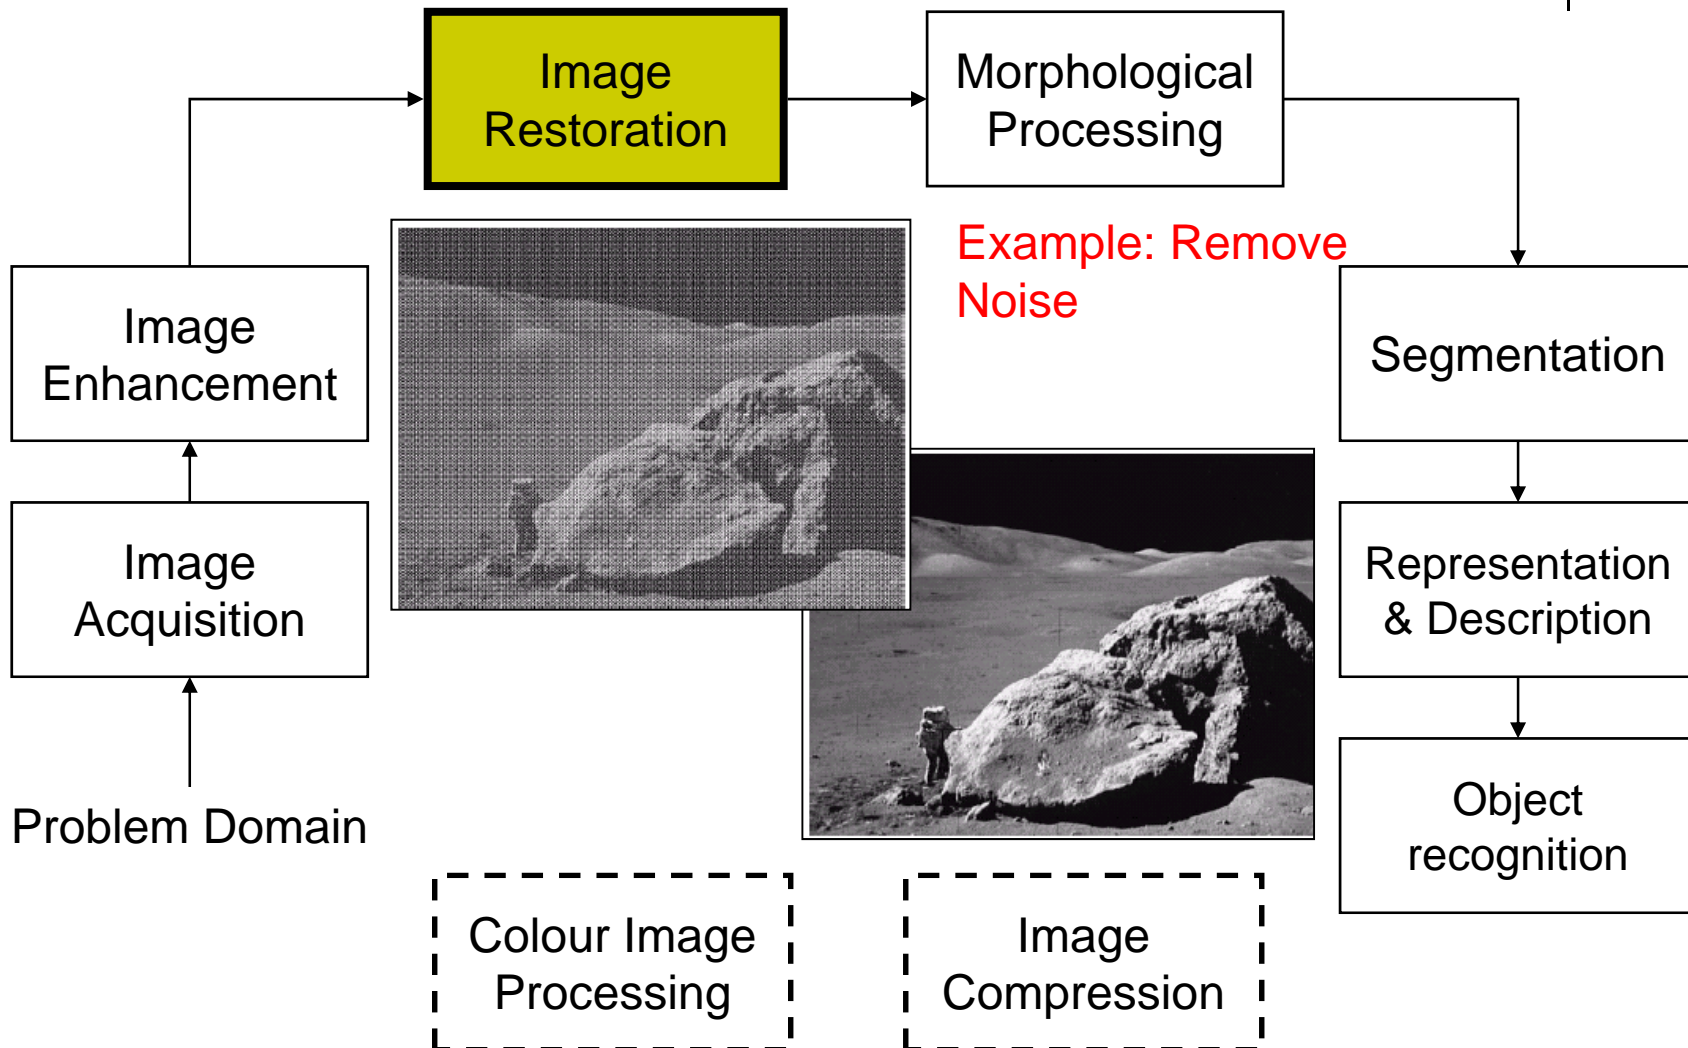 Image
Restoration
Morphological
Processing
Example: Remove
Noise
Image
Enhancement
Segmentation
Image
Acquisition
Representation
& Description
Problem Domain
Object
recognition
Colour Image
Processing
Image
Compression